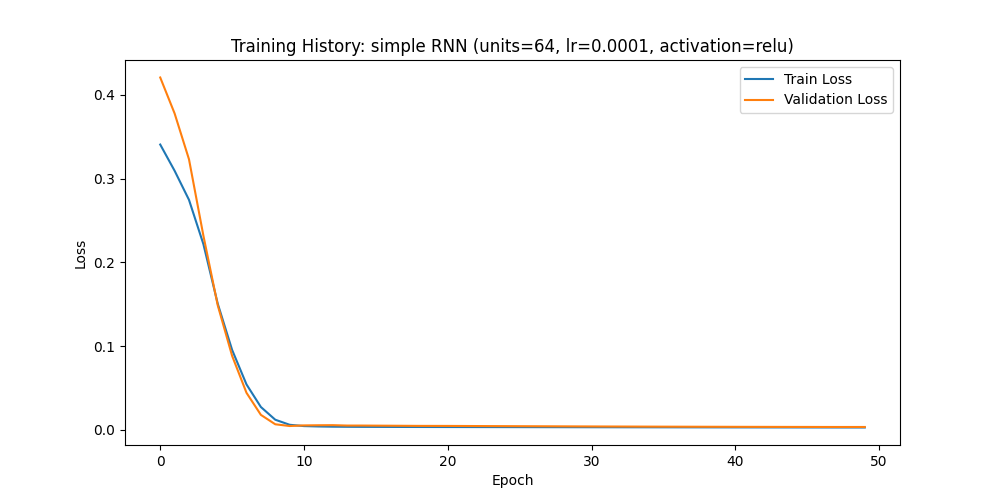 Training History: simple RNN (units=64, lr=0.0001, activation=relu)
Train Loss
Validation Loss
Loss
0.4
0.3
0.2
0.1
0.0
0 10 20 30 40 50
Epoch